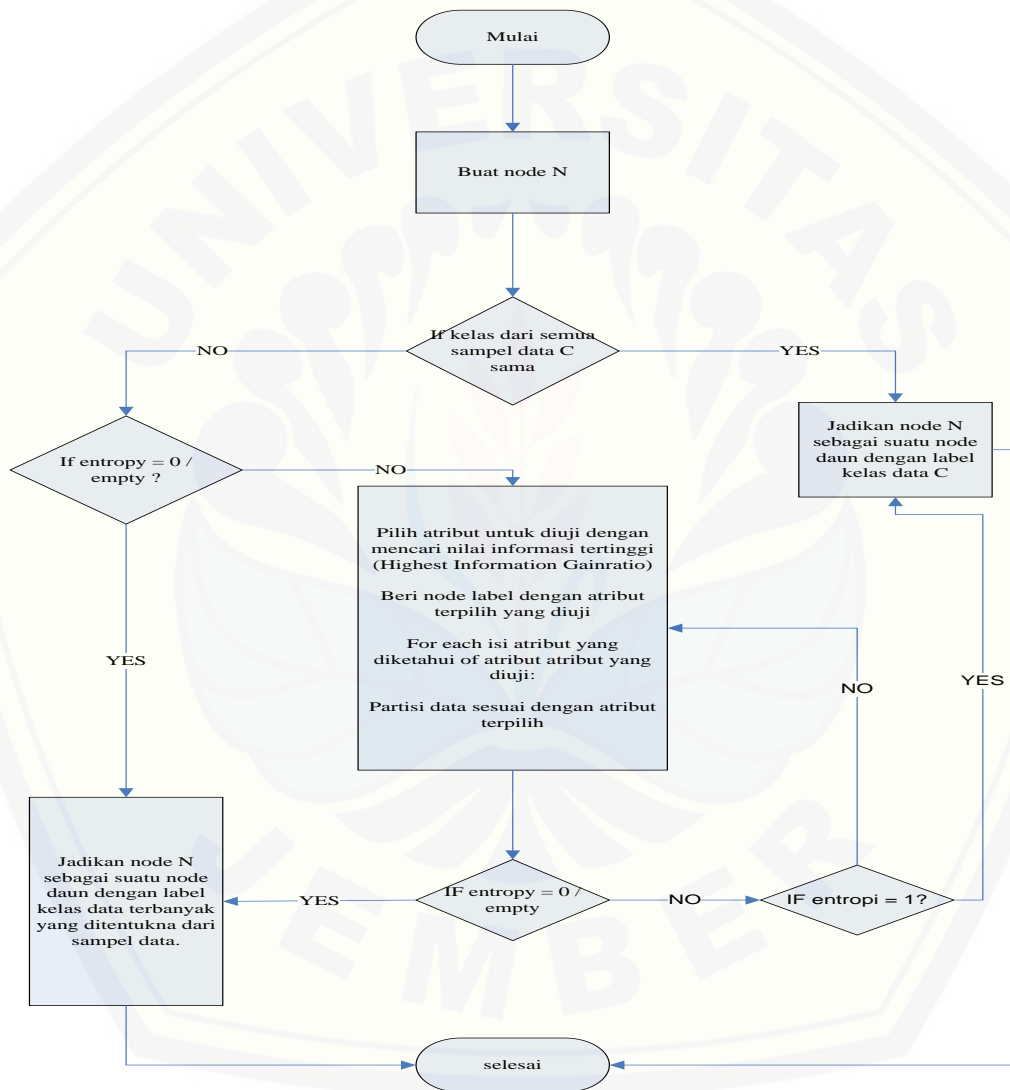 Mulai
Buat node N
If kelas dari semua
sampel data C
sama
NO
YES
Jadikan node N
sebagai suatu node
daun dengan label
kelas data C
If entropy = 0 /
empty ?
NO
Pilih atribut untuk diuji dengan
mencari nilai informasi tertinggi
(Highest Information Gainratio)
Beri node label dengan atribut
terpilih yang diuji
For each isi atribut yang
diketahui of atribut atribut yang
diuji:
Partisi data sesuai dengan atribut
terpilih
YES
NO
YES
Jadikan node N
sebagai suatu node
daun dengan label
kelas data terbanyak
yang ditentukna dari
sampel data.
YES
IF entropy = 0 /
empty
NO
IF entropi = 1?
selesai
UNIVERSITAS
JEMBER